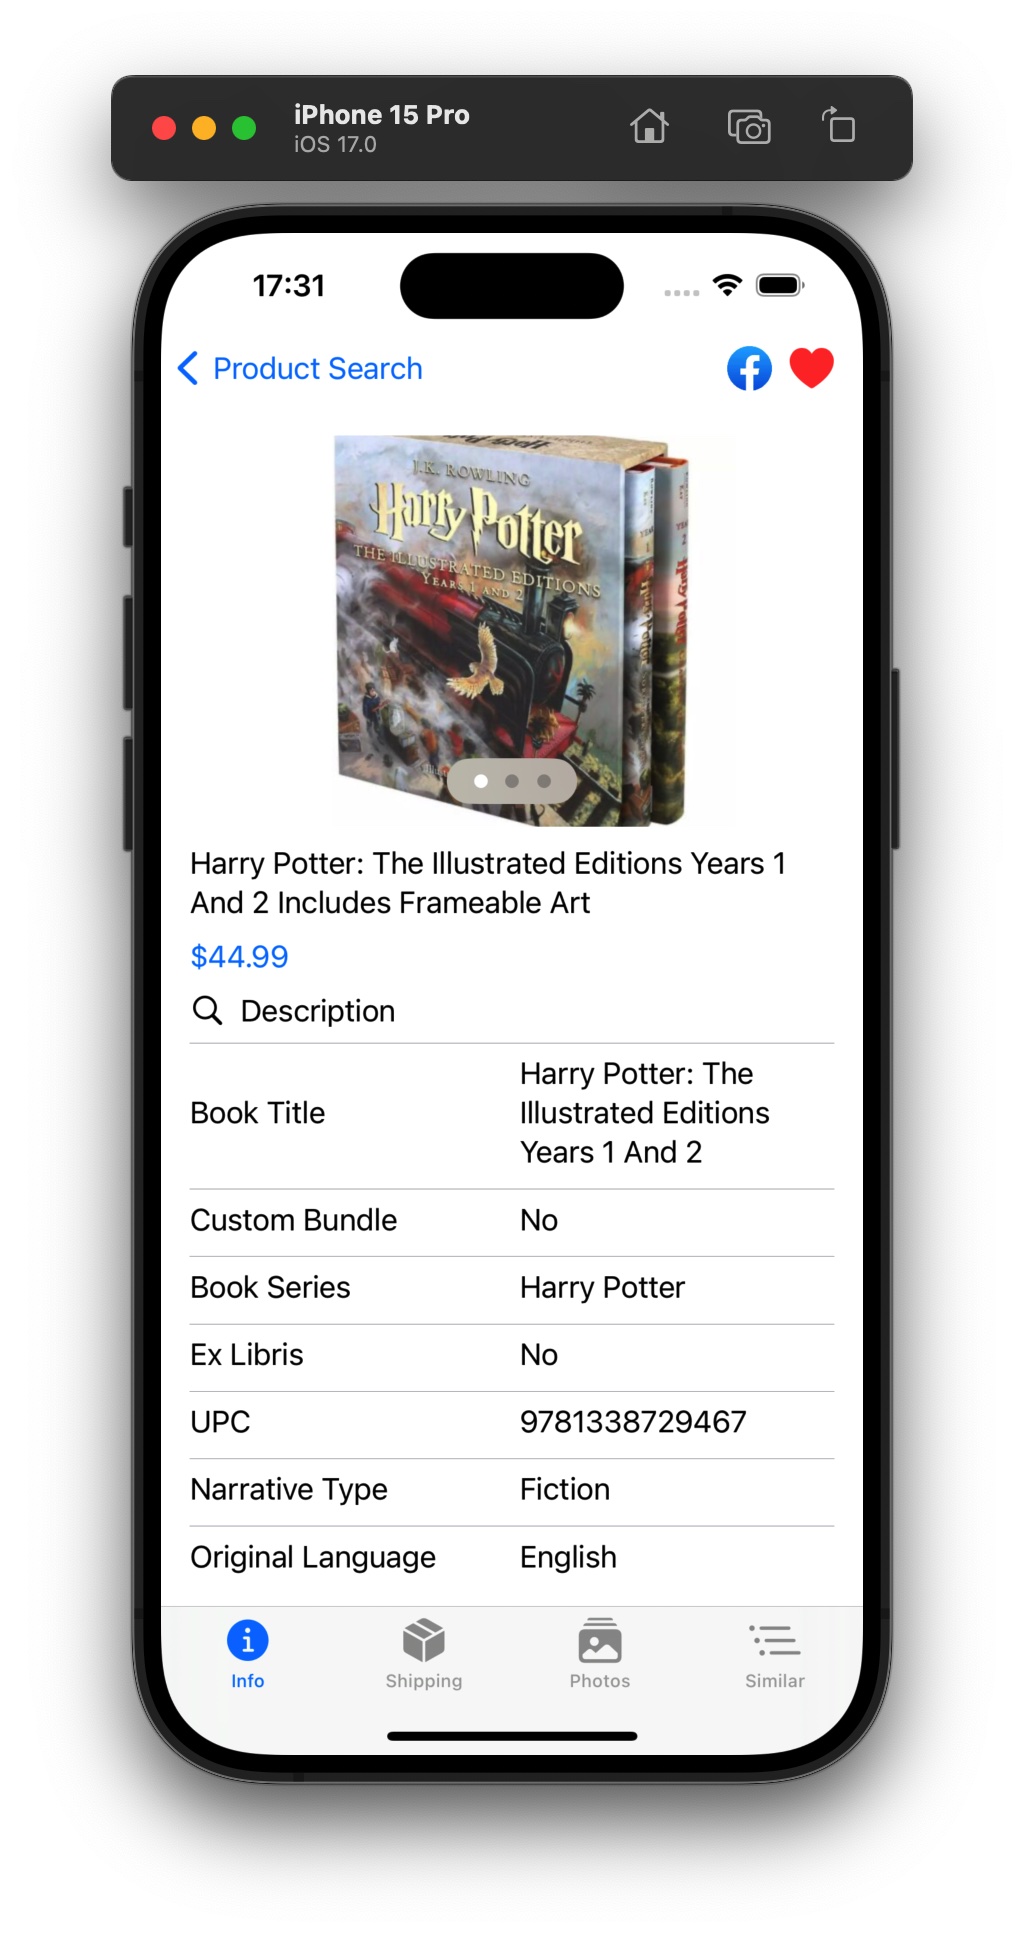 iPhone 15 Pro
iOS 17.0
17:31
Product Search
J.K. ROWLING
Harry Potter
THE ILLUSTRATED EDITIONS
YEARS 1 AND 2
Harry Potter: The Illustrated Editions Years 1
And 2 Includes Frameable Art
$44.99
Description
Book Title
Harry Potter: The
Illustrated Editions
Years 1 And 2
Custom Bundle No
Book Series Harry Potter
Ex Libris No
UPC 9781338729467
Narrative Type Fiction
Original Language English
Info Shipping Photos Similar